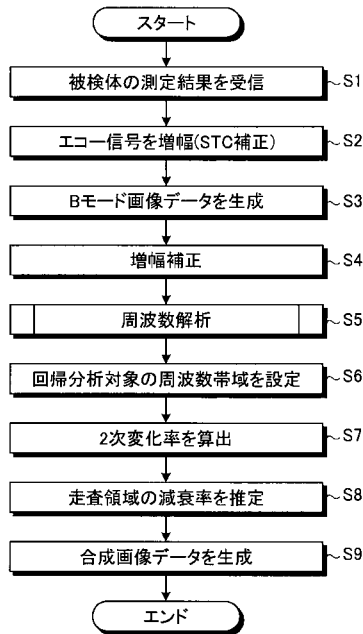 スタート
被検体の測定結果を受信 ~S1
エコー信号を増幅(STC補正) ~S2
Bモード画像データを生成 ~S3
増幅補正 ~S4
周波数解析 ~S5
回帰分析対象の周波数帯域を設定 ~S6
2次変化率を算出 ~S7
走査領域の減衰率を推定 ~S8
合成画像データを生成 ~S9
エンド